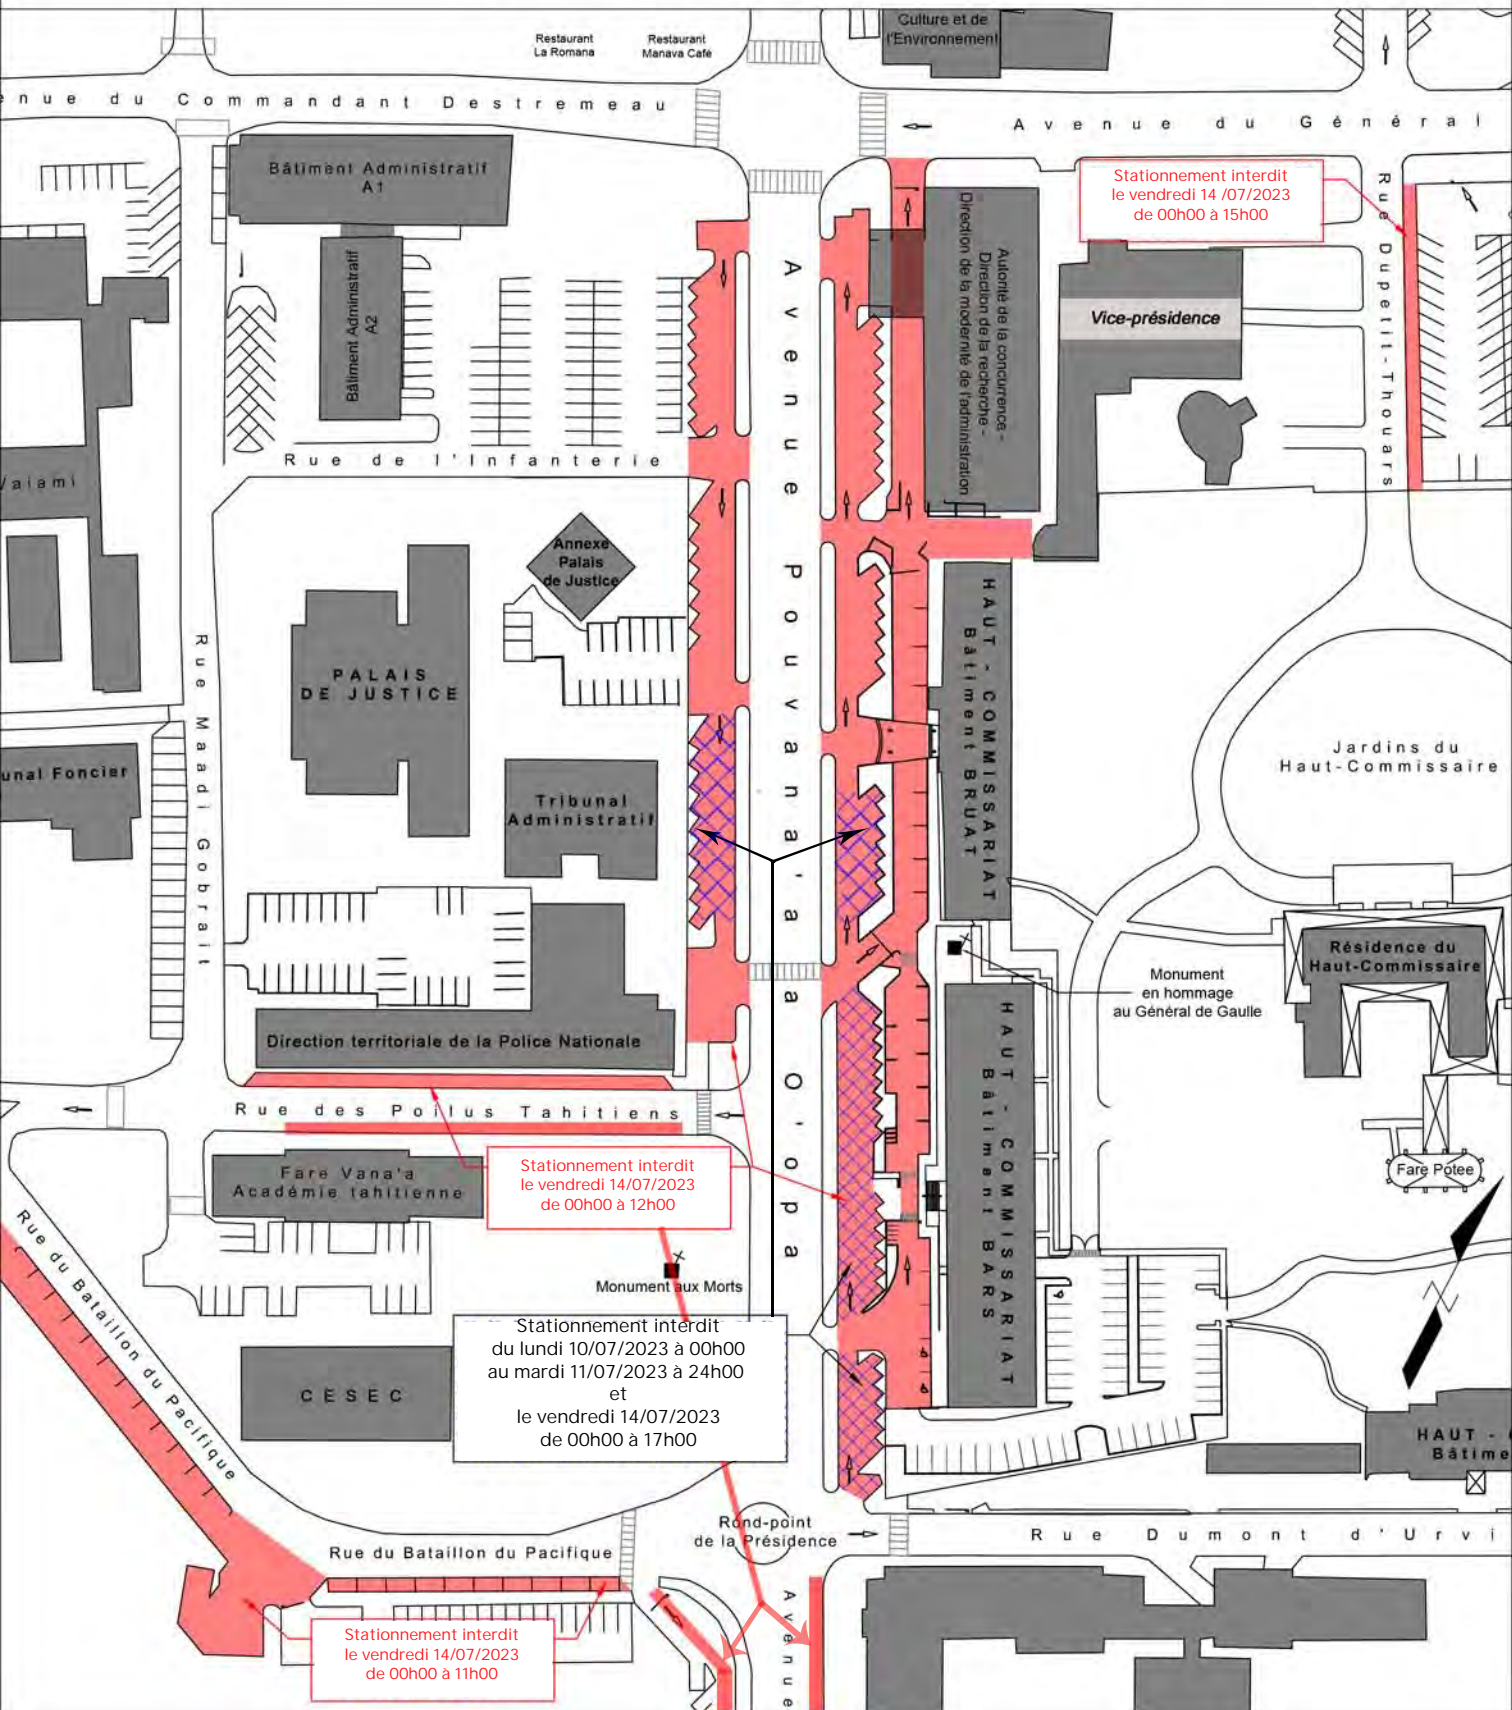 Restaurant
La Romana
Restaurant
Manava Café
Culture et de
l'Environnement
enue du Commandant Destremeau
Avenue du Général
Bâtiment Administratif
A1
Bâtiment Administratif
A2
Stationnement interdit
le vendredi 14 /07/2023
de 00h00 à 15h00
Rue Dupetit-Thouars
Autorité de la concurrence -
Direction de la recherche -
Direction de la modernité de l'administration
Vice-présidence
Avenue Pouvana'a a O'opa
Rue de l'Infanterie
Vaiami
Annexe
Palais
de Justice
PALAIS
DE JUSTICE
Rue Maadi Gobrait
HAUT - COMMISSARIAT
Bâtiment BRUAT
Jardins du
Haut-Commissaire
unal Foncier
Tribunal
Administratif
Résidence du
Haut-Commissaire
Monument
en hommage
au Général de Gaulle
Direction territoriale de la Police Nationale
HAUT - COMMISSARIAT
Bâtiment BARS
Rue des Poilus Tahitiens
Stationnement interdit
le vendredi 14/07/2023
de 00h00 à 12h00
Fare Vana'a
Académie tahitienne
Fare Potee
Rue du Bataillon du Pacifique
Monument aux Morts
Stationnement interdit
du lundi 10/07/2023 à 00h00
au mardi 11/07/2023 à 24h00
et
le vendredi 14/07/2023
de 00h00 à 17h00
CESEC
N
HAUT -
Bâtime
Rond-point
de la Présidence
Rue Dumont d'Urvi
Rue du Bataillon du Pacifique
Stationnement interdit
le vendredi 14/07/2023
de 00h00 à 11h00
Avenue